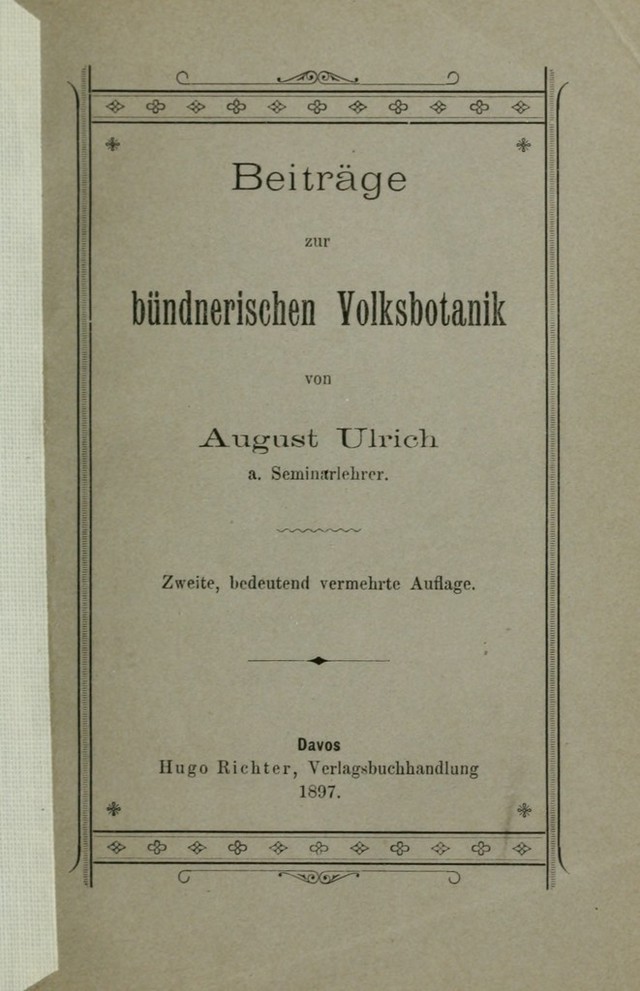 Beiträge
zur
bündnerischen Volksbotanik
von
August Ulrich
a. Seminarlehrer.
Zweite, bedeutend vermehrte Auflage.
Davos
Hugo Richter, Verlagsbuchhandlung
1897.